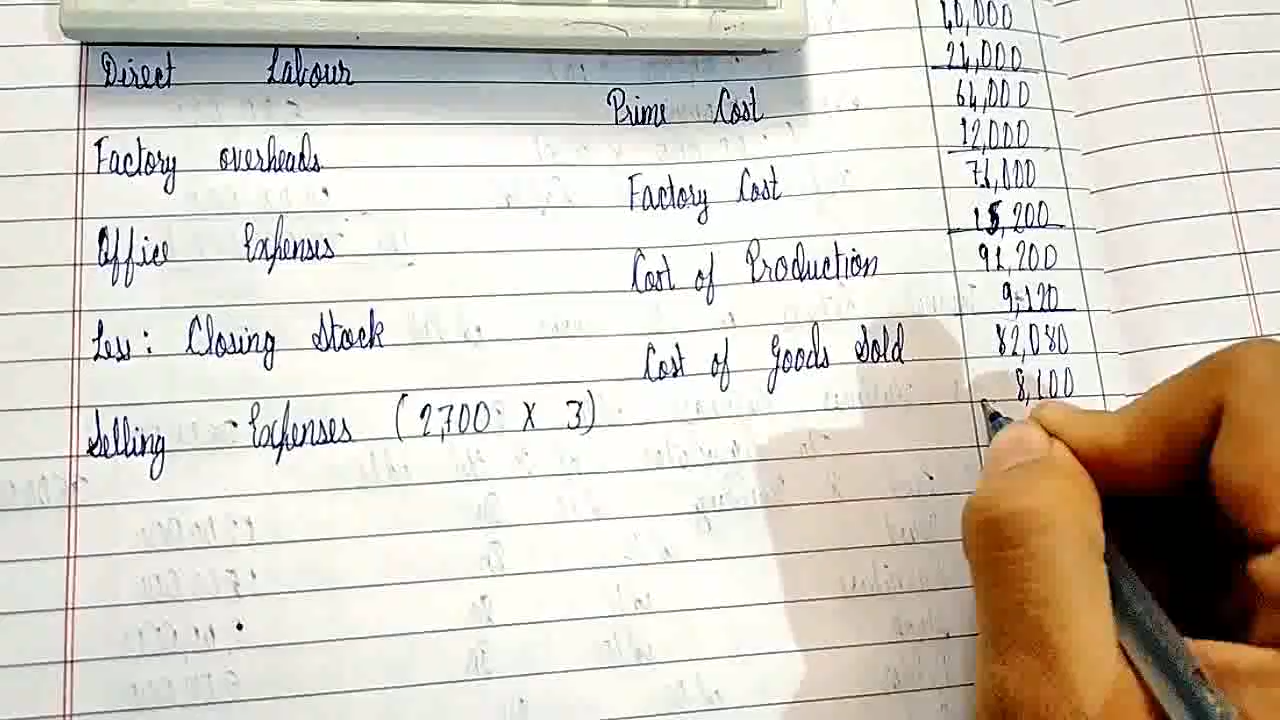 40,000
Direct Labour 24,000
Prime Cost 64,000
Factory overheads 12,000
Factory Cost 76,000
Office Expenses 15,200
Cost of Production 91,200
Less: Closing Stock 9,120
Cost of Goods Sold 82,080
Selling Expenses (2,700 X 3) 8,100